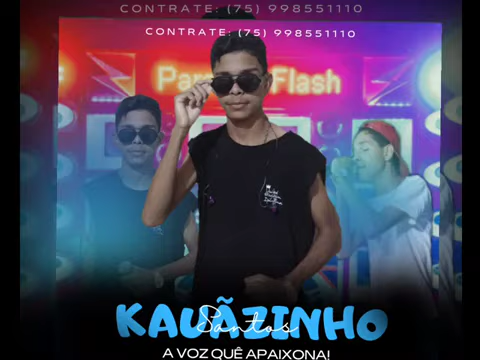 CONTRATE: (75) 998551110
CONTRATE: (75) 998551110
Flash
KAUÃZINHO
Santos
A VOZ QUÊ APAIXONA!